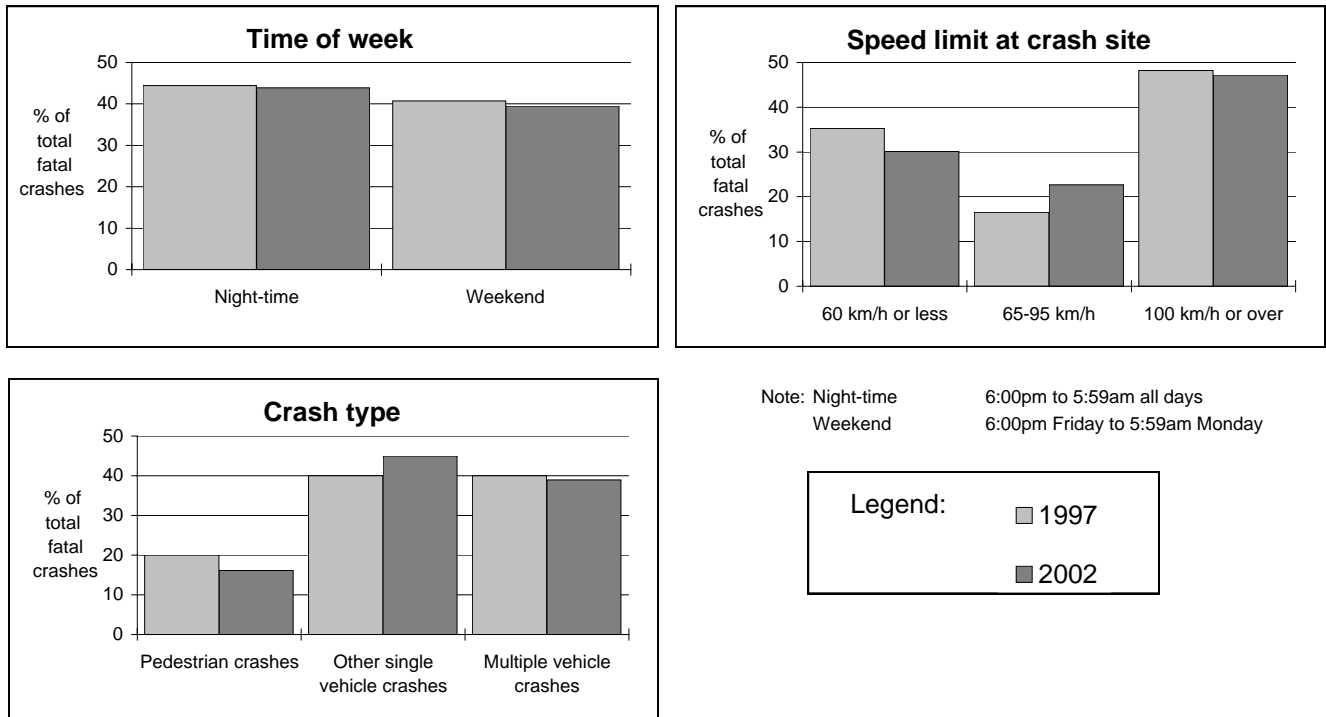 Time of week
50
40
30
20
10
0
% of
total
fatal
crashes
Night-time
Weekend
Speed limit at crash site
50
40
30
20
10
0
% of
total
fatal
crashes
60 km/h or less
65-95 km/h
100 km/h or over
Crash type
50
40
30
20
10
0
% of
total
fatal
crashes
Pedestrian crashes
Other single
vehicle crashes
Multiple vehicle
crashes
Note: Night-time 6:00pm to 5:59am all days
Weekend 6:00pm Friday to 5:59am Monday
Legend:
1997
2002